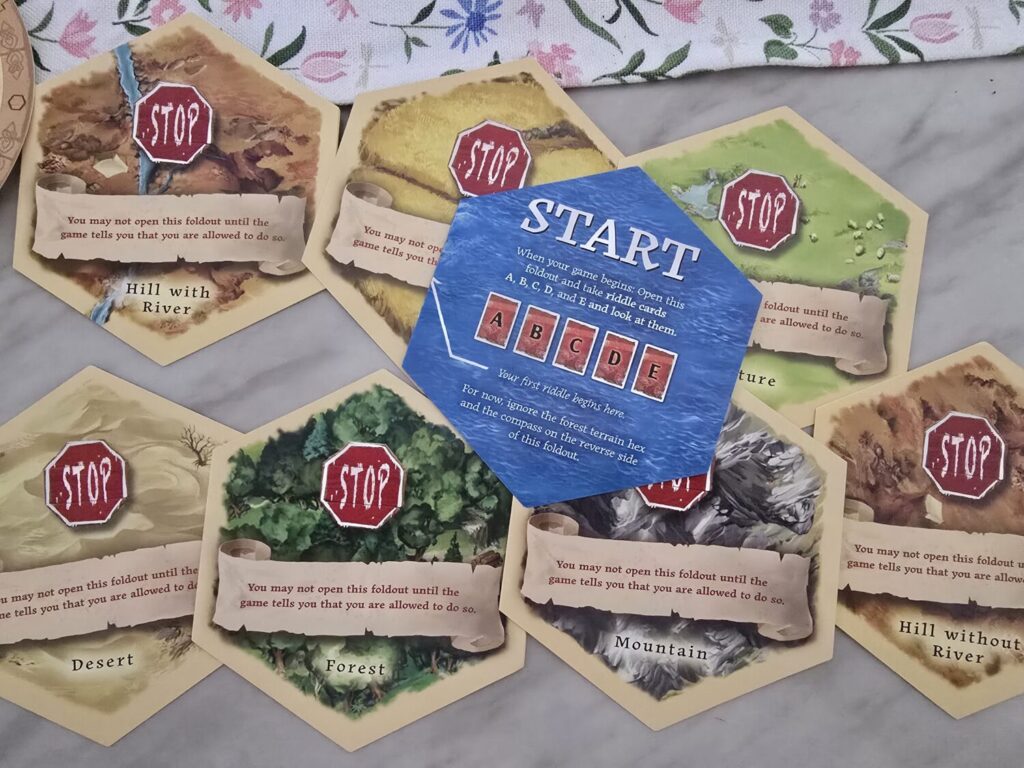 STOP
You may not open this foldout until the
game tells you that you are allowed to do so.
Hill with
River
STOP
You may not
game tells you
STOP
foldout until the
are allowed to do so.
START
When your game begins: Open this
foldout and take riddle cards
A, B, C, D, and E and look at them.
A B C D E
Your first riddle begins here.
For now, ignore the forest terrain hex
and the compass on the reverse side
of this foldout.
STOP
You may not open this foldout until the
game tells you that you are allowed to do
Desert
STOP
You may not open this foldout until the
game tells you that you are allowed to do so.
Forest
STOP
You may not open this foldout until the
game tells you that you are allowed to do so.
Mountain
STOP
You may not open this foldout
game tells you that you are allowed
Hill without
River